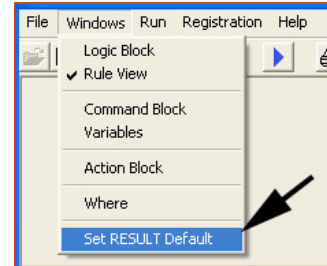 File Windows Run Registration Help
Logic Block
Rule View
Command Block
Variables
Action Block
Where
Set RESULT Default